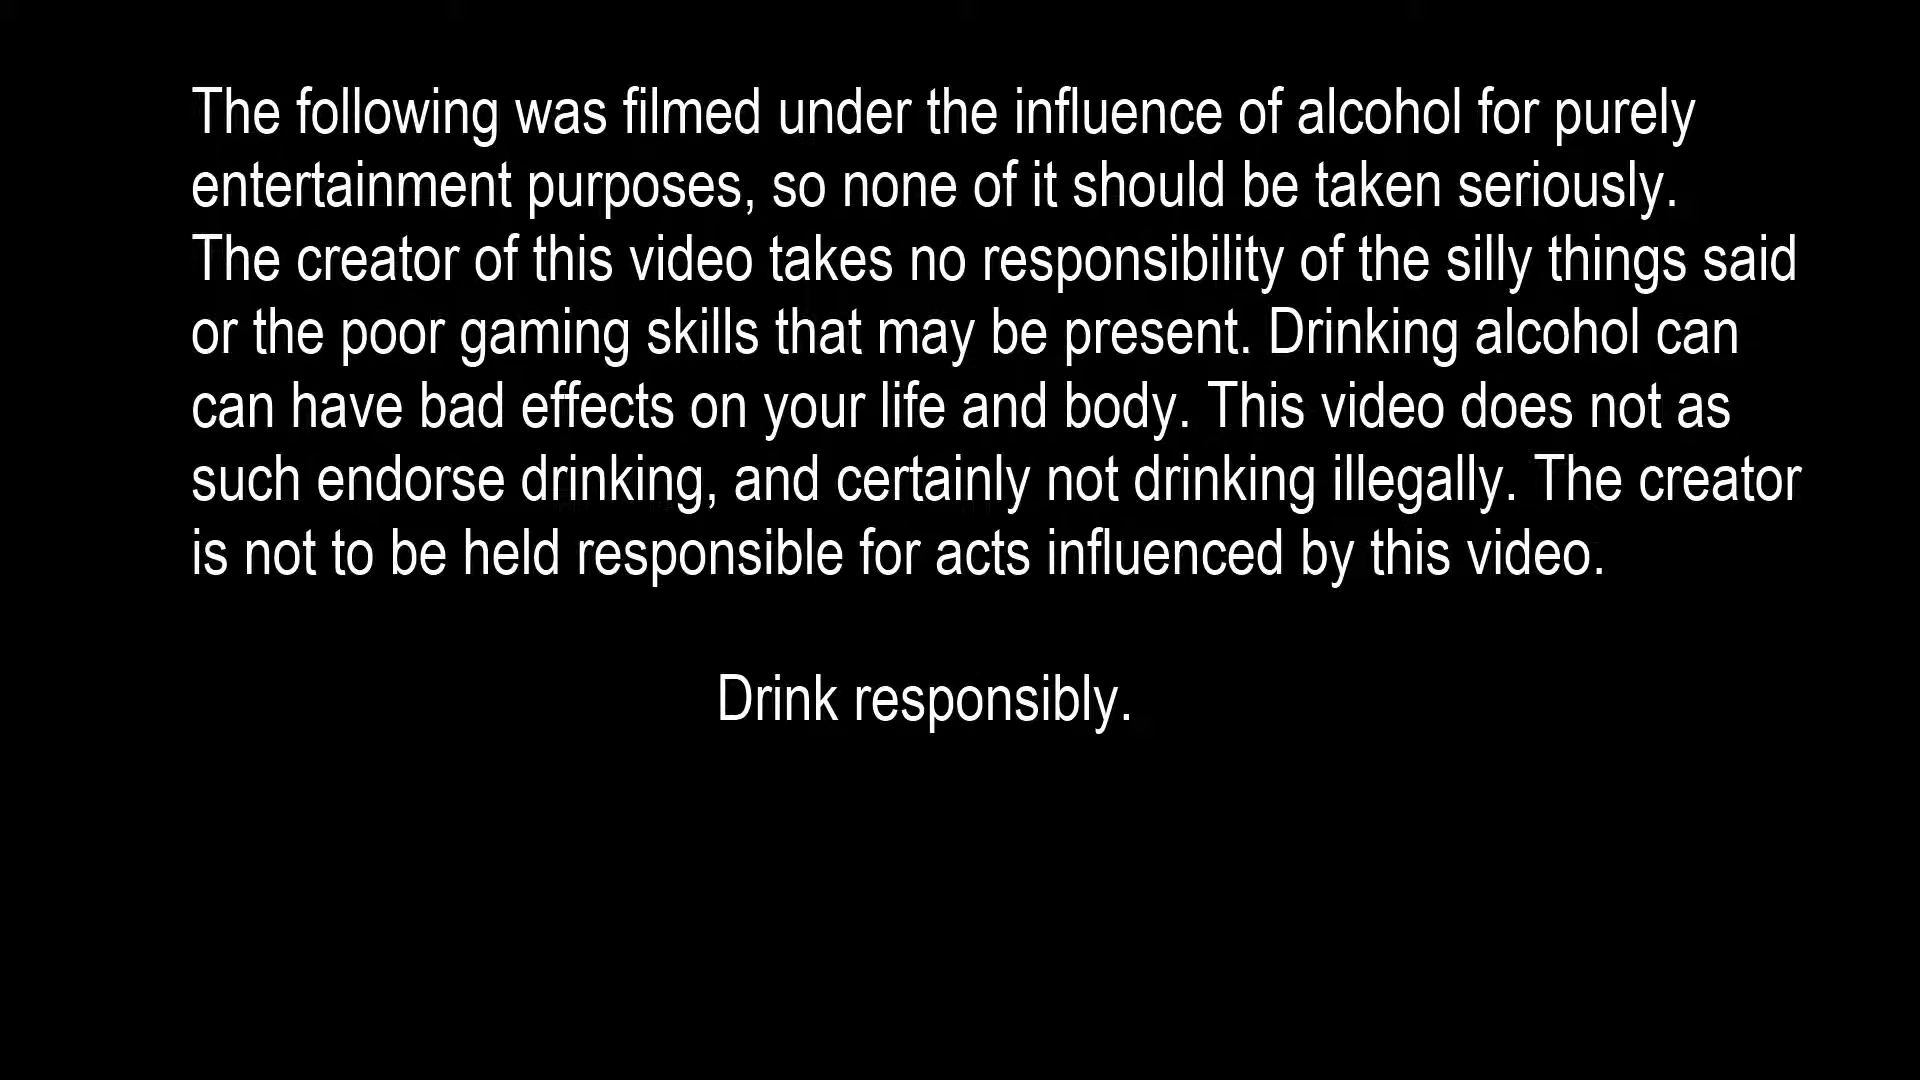 The following was filmed under the influence of alcohol for purely
entertainment purposes, so none of it should be taken seriously.
The creator of this video takes no responsibility of the silly things said
or the poor gaming skills that may be present. Drinking alcohol can
can have bad effects on your life and body. This video does not as
such endorse drinking, and certainly not drinking illegally. The creator
is not to be held responsible for acts influenced by this video.
Drink responsibly.